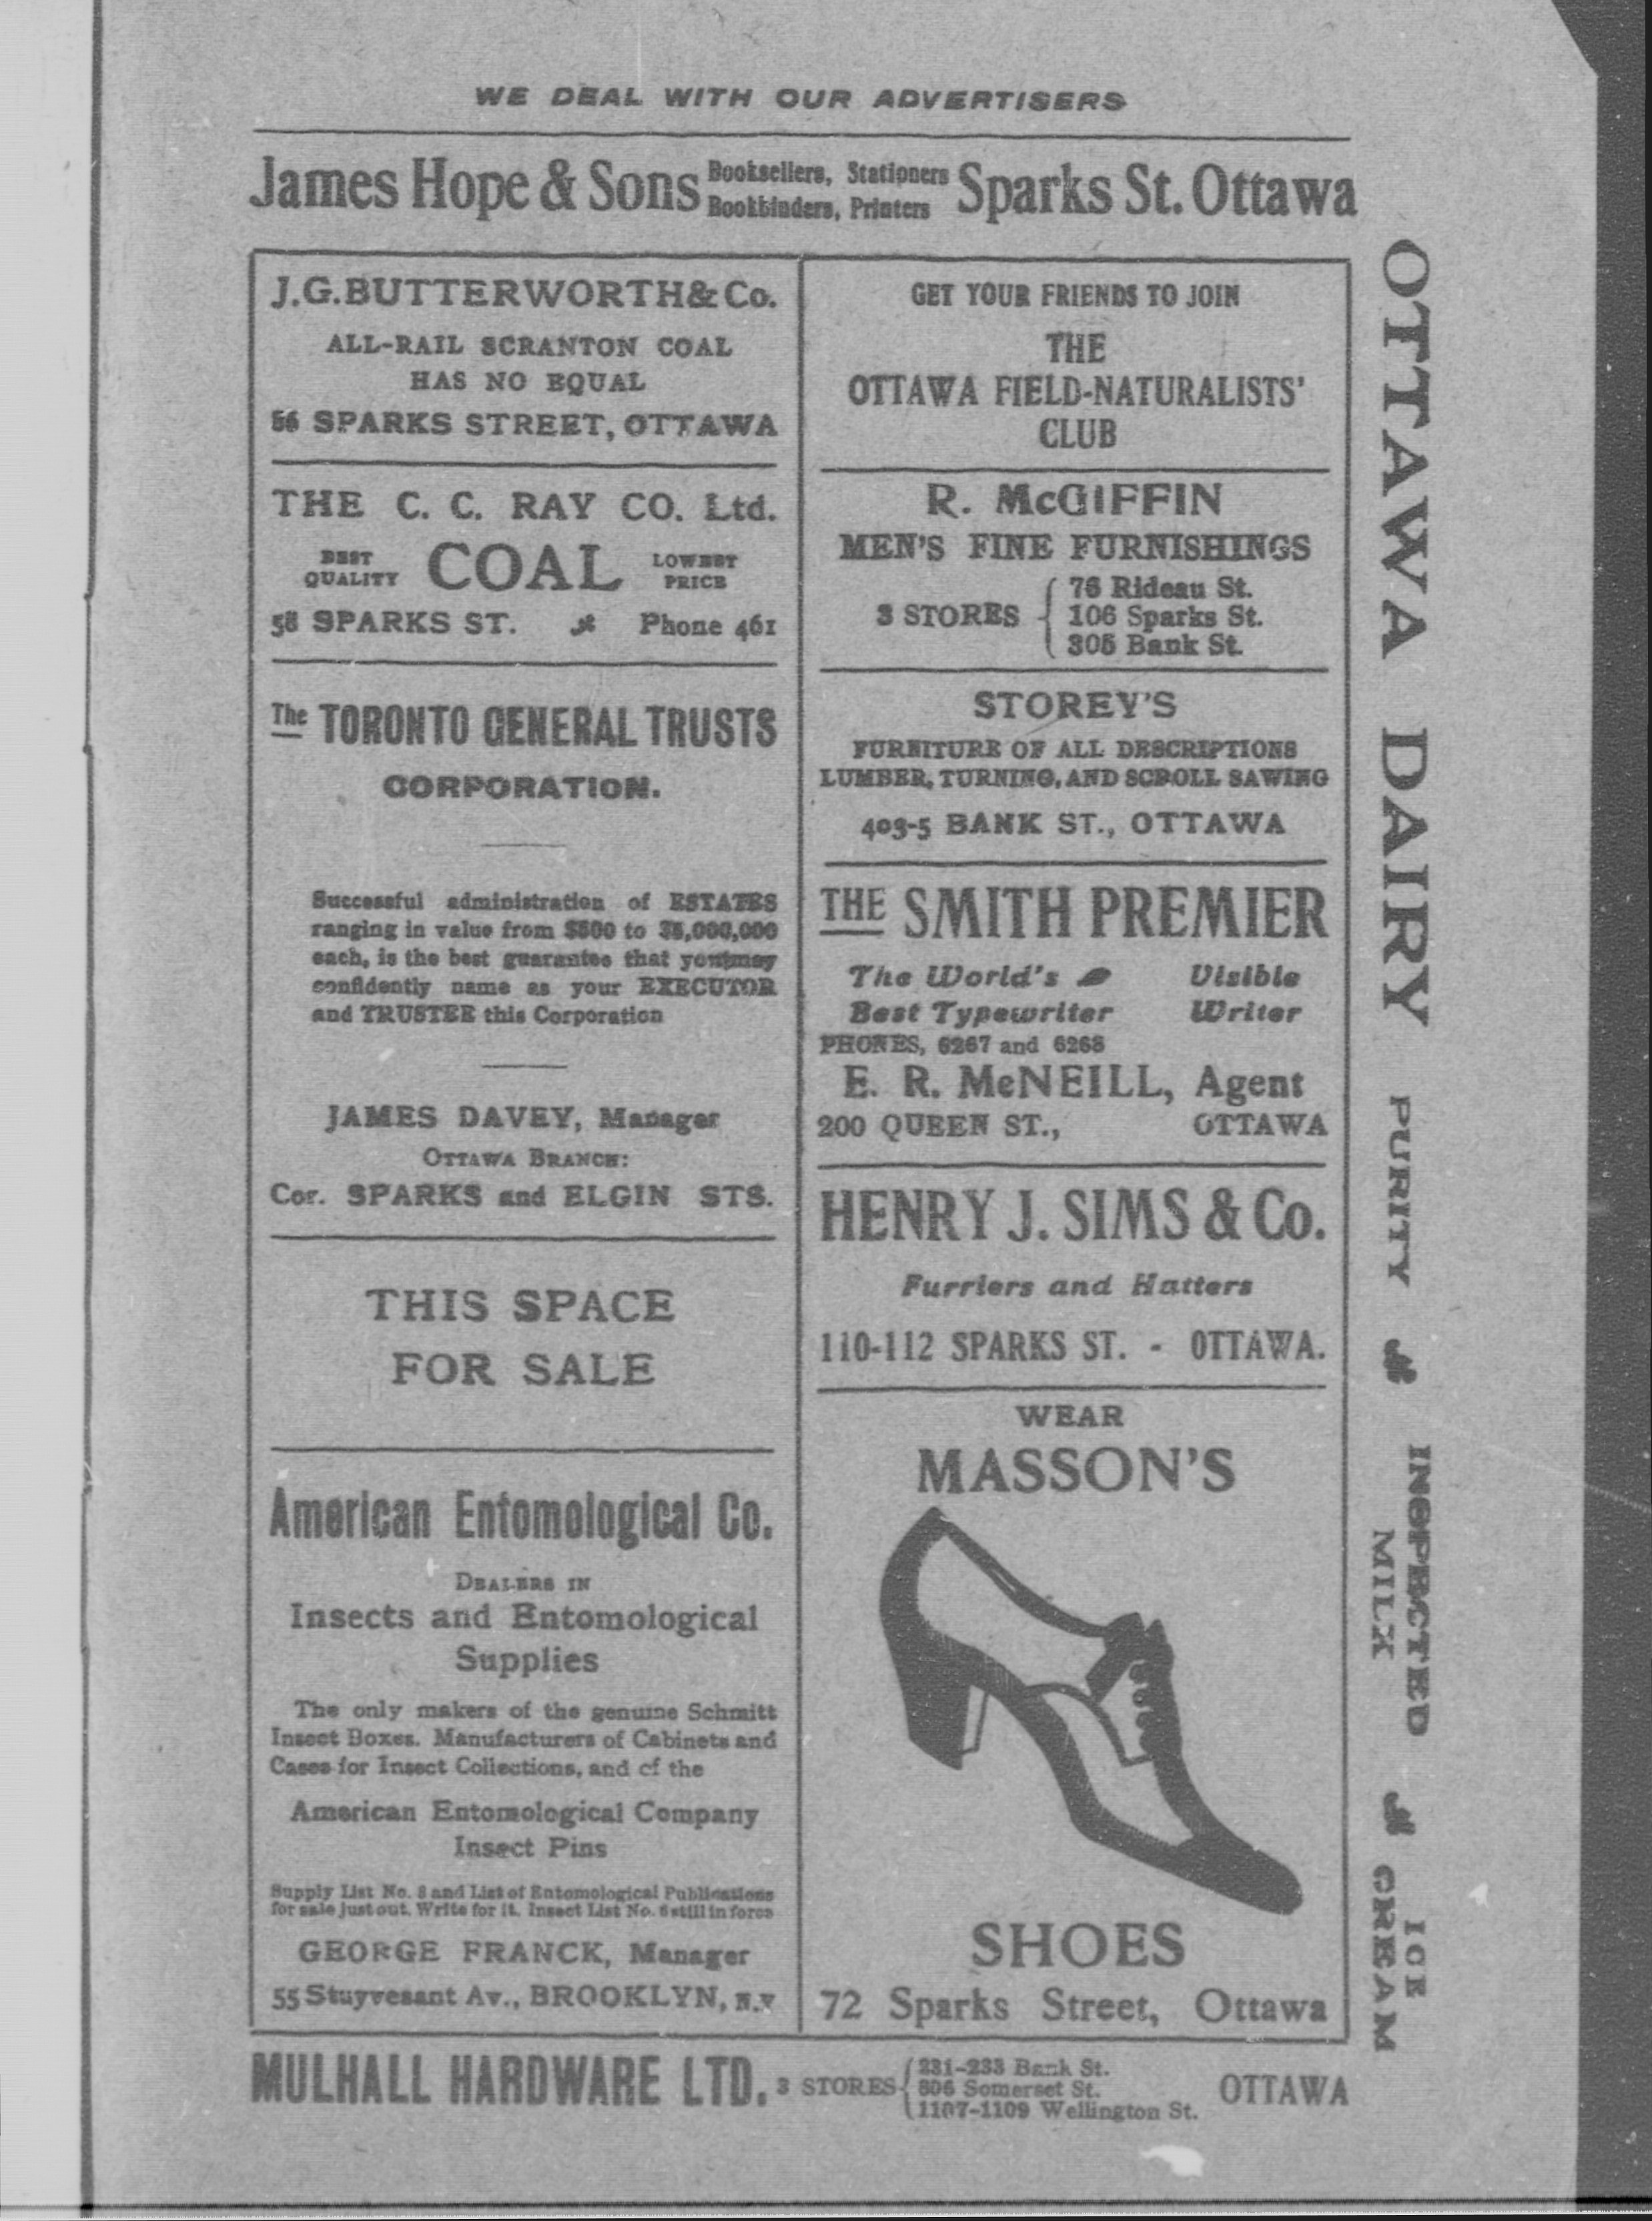 WE DEAL WITH OUR ADVERTISERS
James Hope & Sons Booksellers, Stationers Bookbinders, Printers Sparks St. Ottawa
J.G. BUTTERWORTH & Co.
ALL-RAIL SCRANTON COAL
HAS NO EQUAL
56 SPARKS STREET, OTTAWA
THE C. C. RAY CO. Ltd.
BEST QUALITY COAL LOWEST PRICE
58 SPARKS ST. Phone 461
The TORONTO GENERAL TRUSTS
CORPORATION.
Successful administration of ESTATES
ranging in value from $500 to $5,000,000
each, is the best guarantee that you may
confidently name as your EXECUTOR
and TRUSTEE this Corporation
JAMES DAVEY, Manager
OTTAWA BRANCH:
Cor. SPARKS and ELGIN STS.
THIS SPACE
FOR SALE
American Entomological Co.
DEALERS IN
Insects and Entomological
Supplies
The only makers of the genuine Schmitt
Insect Boxes. Manufacturers of Cabinets and
Cases for Insect Collections, and of the
American Entomological Company
Insect Pins
Supply List No. 8 and List of Entomological Publications
for sale just out. Write for it. Insect List No. 6 still in force
GEORGE FRANCK, Manager
55 Stuyvesant Av., BROOKLYN, N.Y
GET YOUR FRIENDS TO JOIN
THE
OTTAWA FIELD-NATURALISTS'
CLUB
R. McGIFFIN
MEN'S FINE FURNISHINGS
3 STORES
76 Rideau St.
106 Sparks St.
305 Bank St.
STOREY'S
FURNITURE OF ALL DESCRIPTIONS
LUMBER, TURNING, AND SCROLL SAWING
403-5 BANK ST., OTTAWA
THE SMITH PREMIER
The World's Visible
Best Typewriter Writer
PHONES, 6267 and 6268
E. R. McNEILL, Agent
200 QUEEN ST., OTTAWA
HENRY J. SIMS & Co.
Furriers and Hatters
110-112 SPARKS ST. - OTTAWA.
WEAR
MASSON'S
SHOES
72 Sparks Street, Ottawa
OTTAWA DAIRY PURITY INSPECTED MILK ICE CREAM
MULHALL HARDWARE LTD. 3 STORES
231-233 Bank St.
806 Somerset St.
1107-1109 Wellington St.
OTTAWA